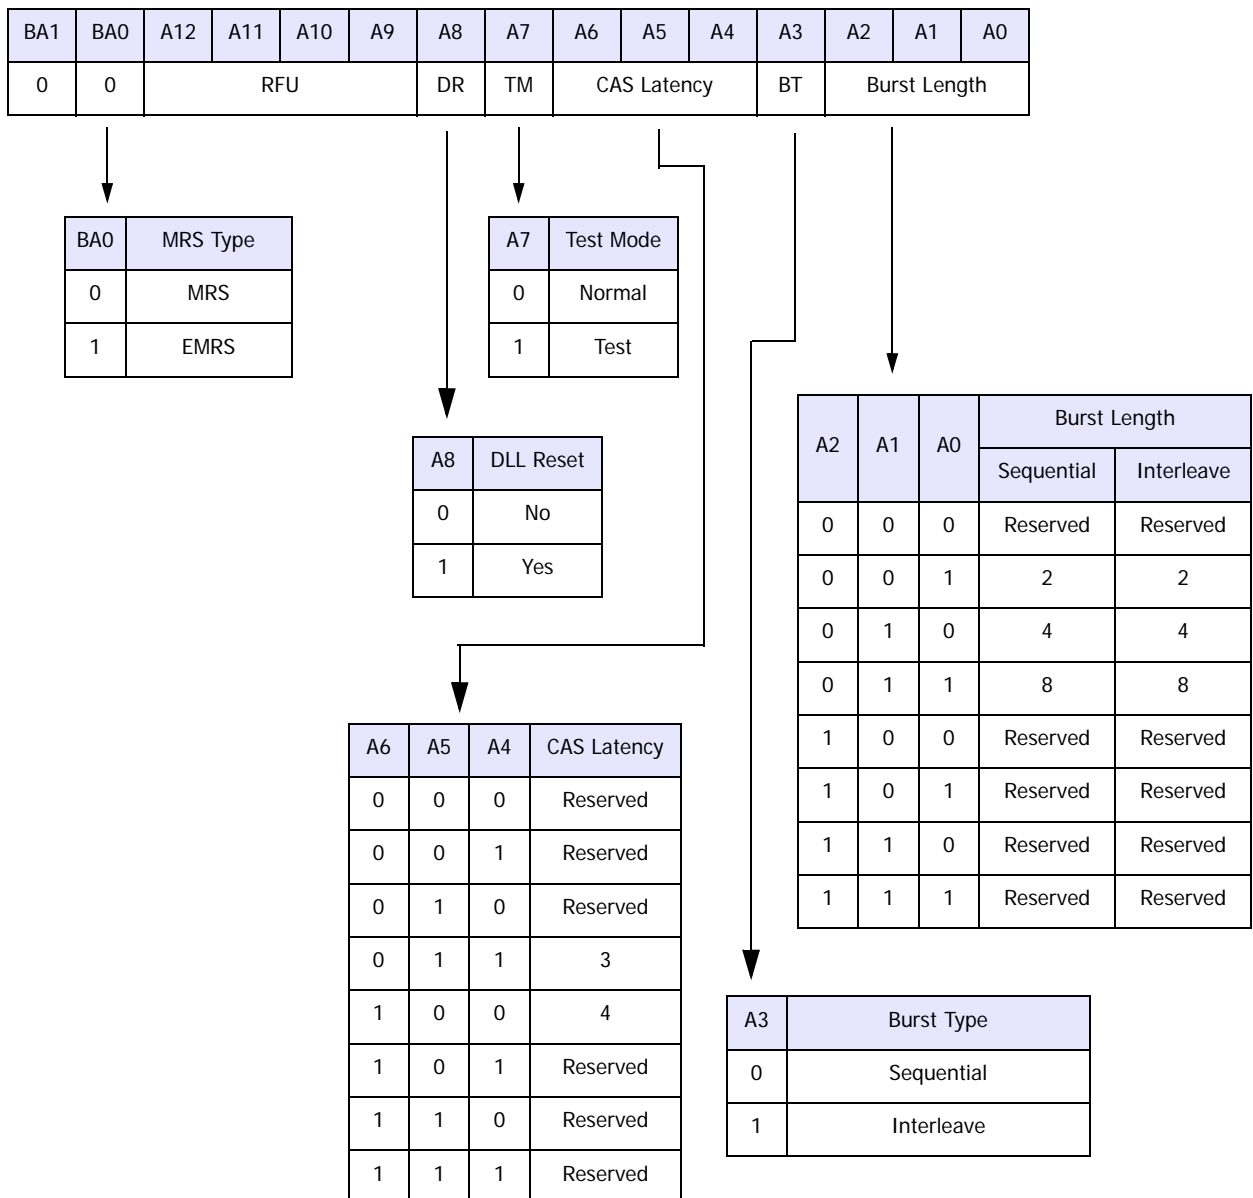 BA1 BA0 A12 A11 A10 A9 A8 A7 A6 A5 A4 A3 A2 A1 A0
0 0 RFU DR TM CAS Latency BT Burst Length
BA0 MRS Type
0 MRS
1 EMRS
A7 Test Mode
0 Normal
1 Test
A8 DLL Reset
0 No
1 Yes
A2 A1 A0 Burst Length
Sequential Interleave
0 0 0 Reserved Reserved
0 0 1 2 2
0 1 0 4 4
0 1 1 8 8
1 0 0 Reserved Reserved
1 0 1 Reserved Reserved
1 1 0 Reserved Reserved
1 1 1 Reserved Reserved
A6 A5 A4 CAS Latency
0 0 0 Reserved
0 0 1 Reserved
0 1 0 Reserved
0 1 1 3
1 0 0 4
1 0 1 Reserved
1 1 0 Reserved
1 1 1 Reserved
A3 Burst Type
0 Sequential
1 Interleave